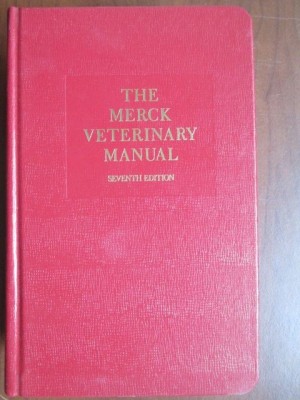 THE
MERCK
VETERINARY
MANUAL
SEVENTH EDITION